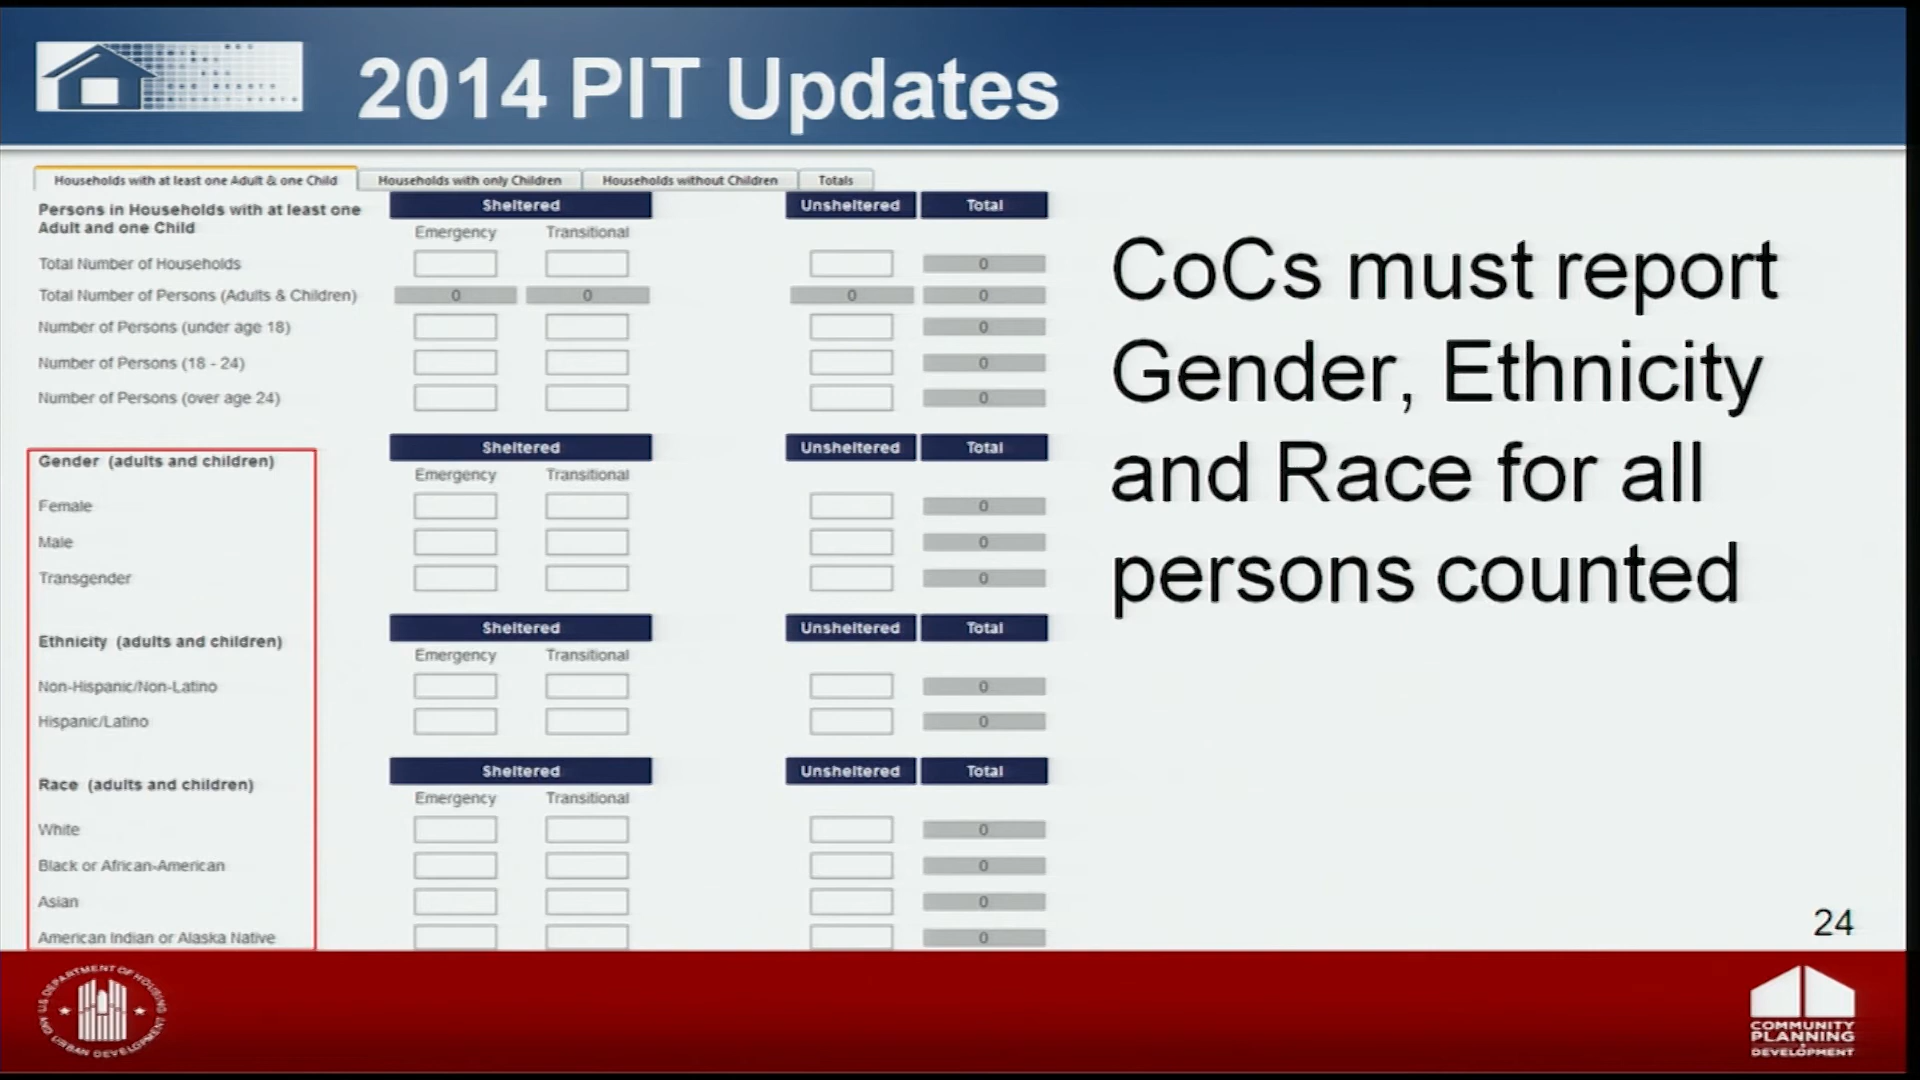 2014 PIT Updates
Households with at least one Adult & one Child Households with only Children Households without Children Totals
Persons in Households with at least one Adult and one Child Sheltered Unsheltered Total
Emergency Transitional
Total Number of Households 0
Total Number of Persons (Adults & Children) 0 0 0 0
Number of Persons (under age 18) 0
Number of Persons (18 - 24) 0
Number of Persons (over age 24) 0
Gender (adults and children) Sheltered Unsheltered Total
Emergency Transitional
Female 0
Male 0
Transgender 0
Ethnicity (adults and children) Sheltered Unsheltered Total
Emergency Transitional
Non-Hispanic/Non-Latino 0
Hispanic/Latino 0
Race (adults and children) Sheltered Unsheltered Total
Emergency Transitional
White 0
Black or African-American 0
Asian 0
American Indian or Alaska Native 0
CoCs must report
Gender, Ethnicity
and Race for all
persons counted
24
U.S. DEPARTMENT OF HOUSING AND URBAN DEVELOPMENT
COMMUNITY
PLANNING
DEVELOPMENT